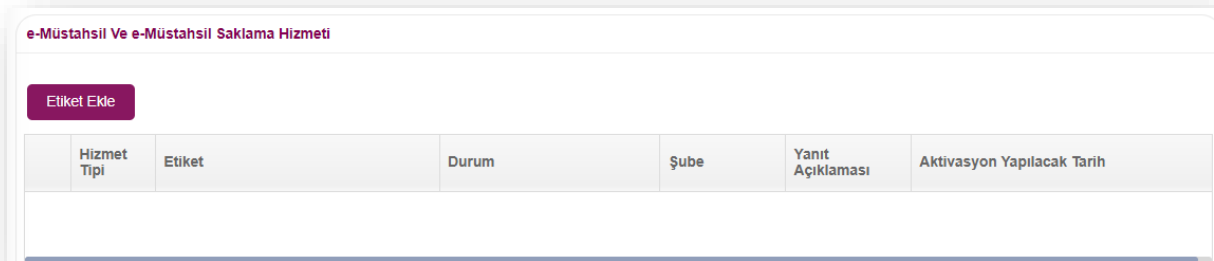 e-Müstahsil Ve e-Müstahsil Saklama Hizmeti
Etiket Ekle
Hizmet Tipi
Etiket
Durum
Şube
Yanıt Açıklaması
Aktivasyon Yapılacak Tarih